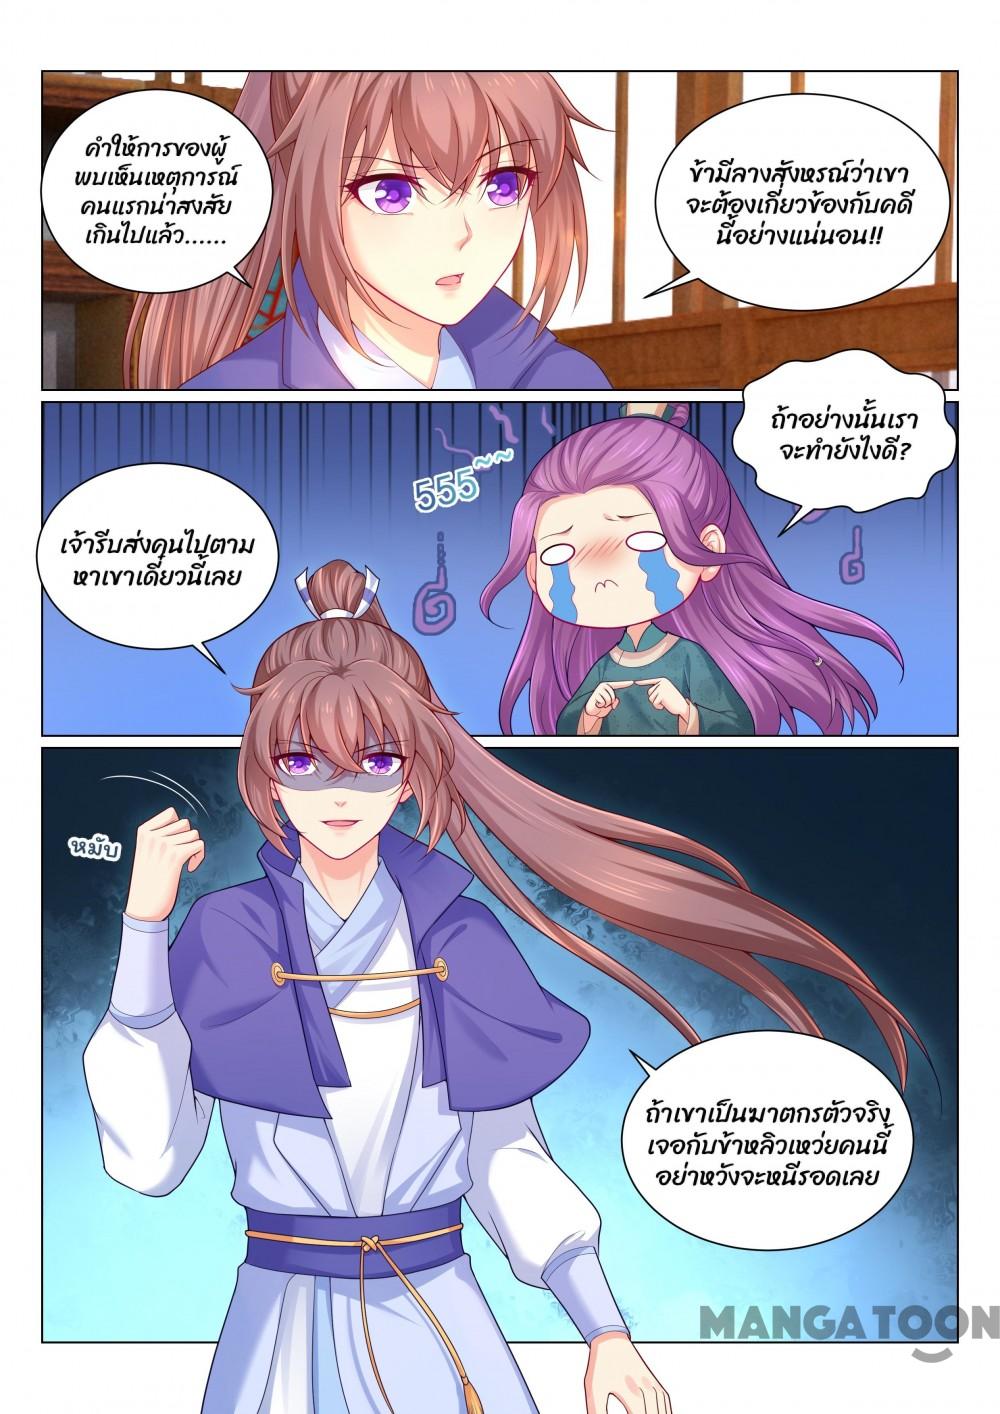 คำให้การของผู้
พบเห็นเหตุการณ์
คนแรกน่าสงสัย
เกินไปแล้ว......
ข้ามีลางสังหรณ์ว่าเขา
จะต้องเกี่ยวข้องกับคดี
นี้อย่างแน่นอน!!
ถ้าอย่างนั้นเรา
จะทำยังไงดี?
555~~
เจ้ารีบส่งคนไปตาม
หาเขาเดี๋ยวนี้เลย
หมับ
ถ้าเขาเป็นฆาตกรตัวจริง
เจอกับข้าหลิวเหว่ยคนนี้
อย่าหวังจะหนีรอดเลย
MANGATOON